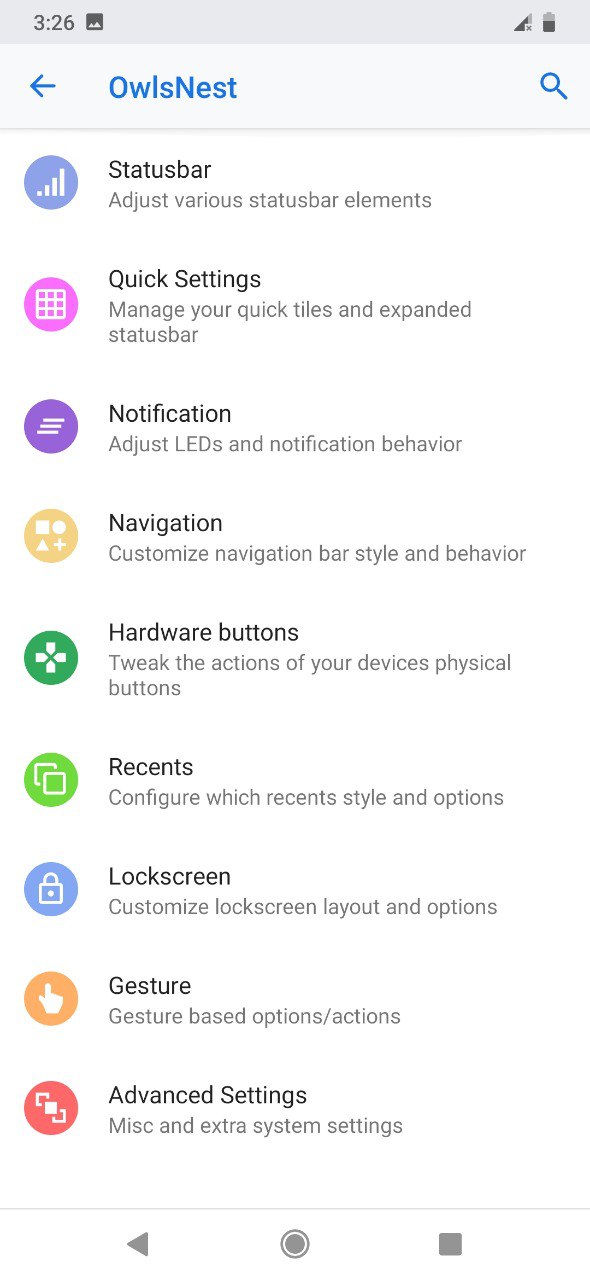 3:26
OwlsNest
Statusbar
Adjust various statusbar elements
Quick Settings
Manage your quick tiles and expanded
statusbar
Notification
Adjust LEDs and notification behavior
Navigation
Customize navigation bar style and behavior
Hardware buttons
Tweak the actions of your devices physical
buttons
Recents
Configure which recents style and options
Lockscreen
Customize lockscreen layout and options
Gesture
Gesture based options/actions
Advanced Settings
Misc and extra system settings